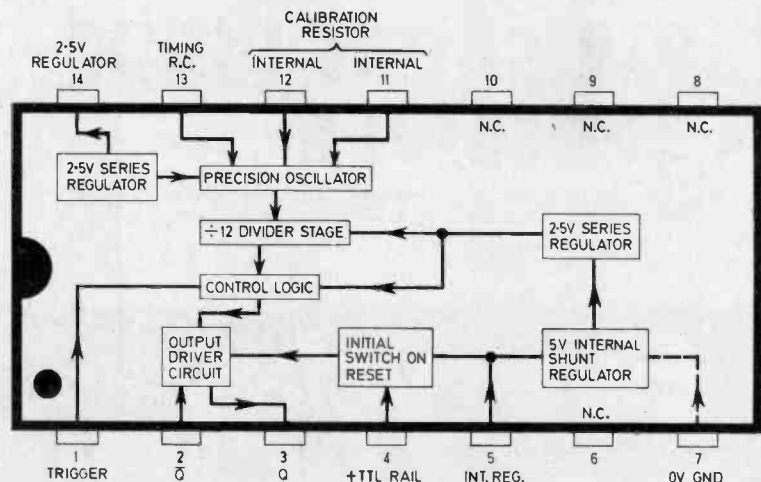 CALIBRATION
RESISTOR
2·5V
REGULATOR
TIMING
R.C.
INTERNAL
INTERNAL
14
13
12
11
10
9
8
N.C.
N.C.
N.C.
2·5V SERIES
REGULATOR
PRECISION OSCILLATOR
÷12 DIVIDER STAGE
2·5V SERIES
REGULATOR
CONTROL LOGIC
OUTPUT
DRIVER
CIRCUIT
INITIAL
SWITCH ON
RESET
5V INTERNAL
SHUNT
REGULATOR
N.C.
1
2
3
4
5
6
7
TRIGGER
Q̅
Q
+TTL RAIL
INT. REG.
0V GND